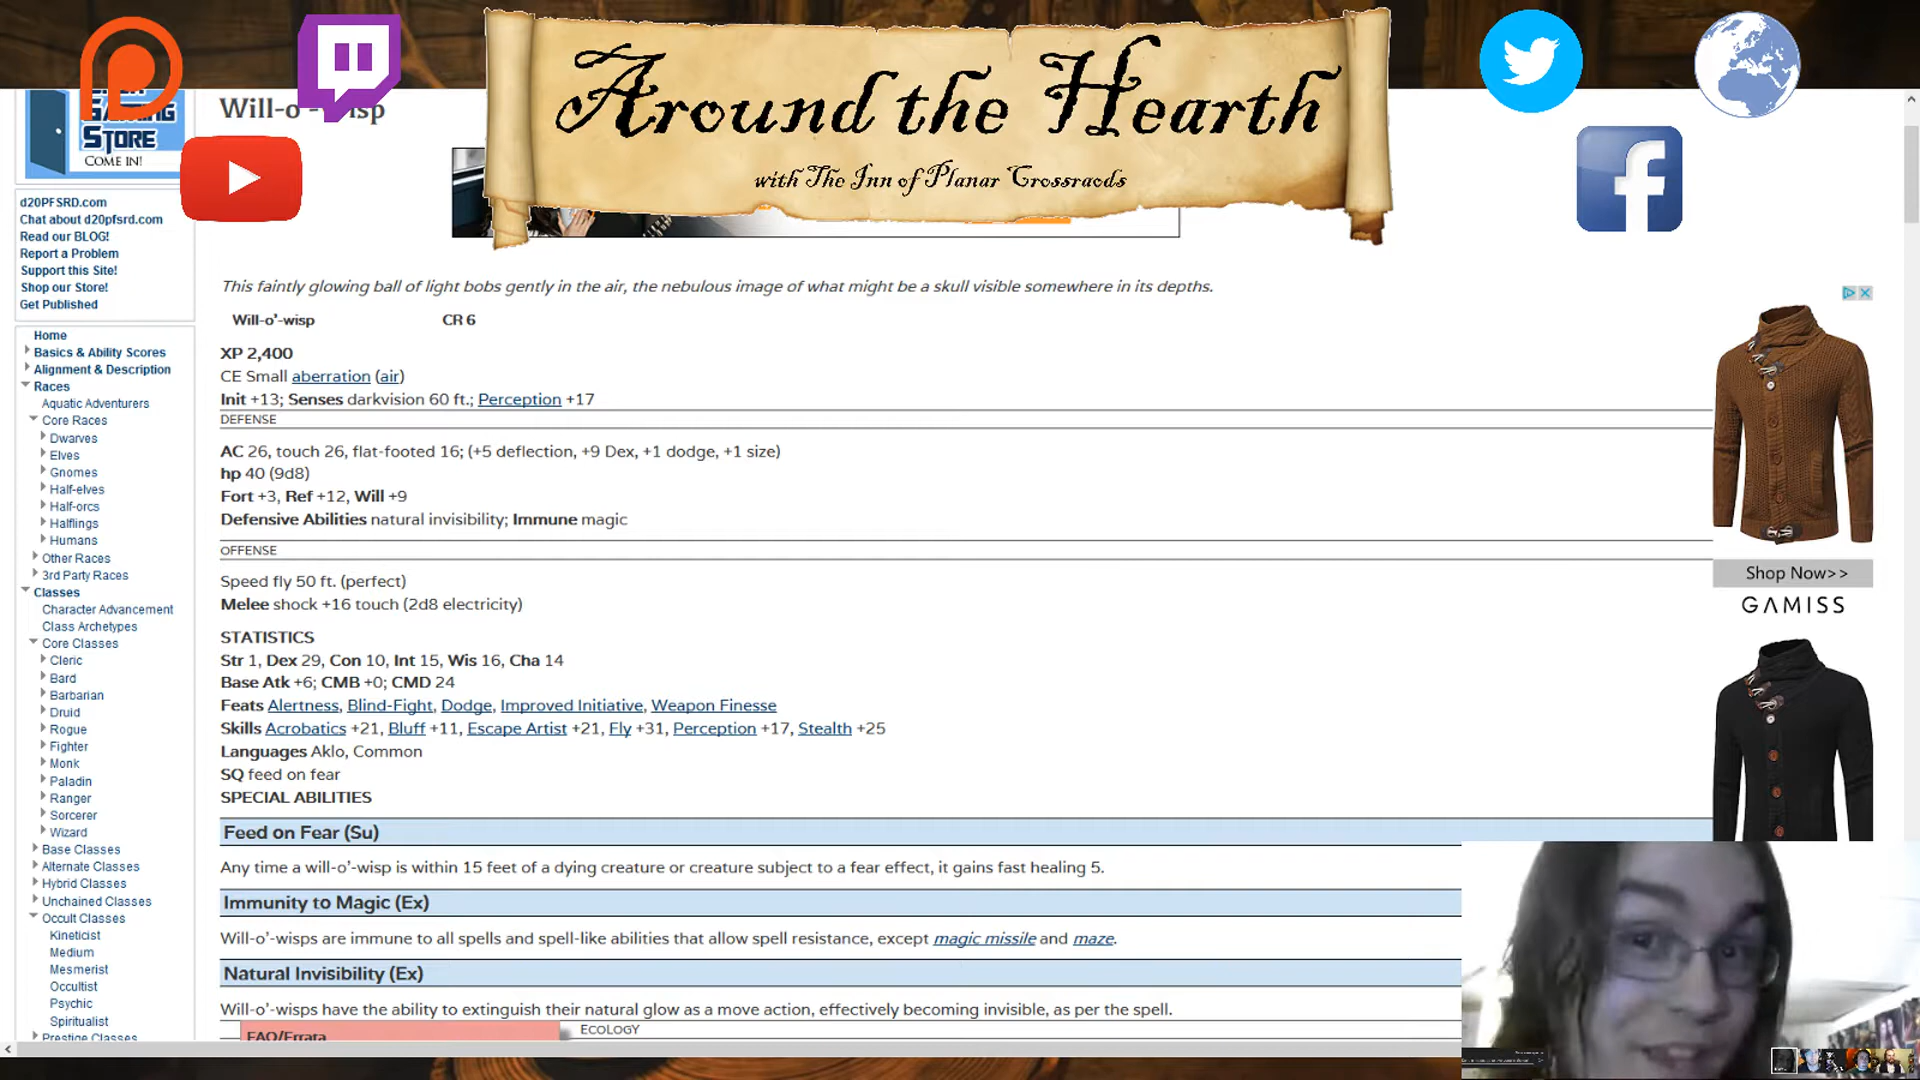 Around the Hearth
with The Inn of Planar Crossraods
GAMING
STORE
COME IN!
d20PFSRD.com
Chat about d20pfsrd.com
Read our BLOG!
Report a Problem
Support this Site!
Shop our Store!
Get Published
Home
Basics & Ability Scores
Alignment & Description
Races
Aquatic Adventurers
Core Races
Dwarves
Elves
Gnomes
Half-elves
Half-orcs
Halflings
Humans
Other Races
3rd Party Races
Classes
Character Advancement
Class Archetypes
Core Classes
Cleric
Bard
Barbarian
Druid
Rogue
Fighter
Monk
Paladin
Ranger
Sorcerer
Wizard
Base Classes
Alternate Classes
Hybrid Classes
Unchained Classes
Occult Classes
Kineticist
Medium
Mesmerist
Occultist
Psychic
Spiritualist
Prestige Classes
Will-o'-wisp
This faintly glowing ball of light bobs gently in the air, the nebulous image of what might be a skull visible somewhere in its depths.
Will-o'-wisp CR 6
XP 2,400
CE Small aberration (air)
Init +13; Senses darkvision 60 ft.; Perception +17
DEFENSE
AC 26, touch 26, flat-footed 16; (+5 deflection, +9 Dex, +1 dodge, +1 size)
hp 40 (9d8)
Fort +3, Ref +12, Will +9
Defensive Abilities natural invisibility; Immune magic
OFFENSE
Speed fly 50 ft. (perfect)
Melee shock +16 touch (2d8 electricity)
STATISTICS
Str 1, Dex 29, Con 10, Int 15, Wis 16, Cha 14
Base Atk +6; CMB +0; CMD 24
Feats Alertness, Blind-Fight, Dodge, Improved Initiative, Weapon Finesse
Skills Acrobatics +21, Bluff +11, Escape Artist +21, Fly +31, Perception +17, Stealth +25
Languages Aklo, Common
SQ feed on fear
SPECIAL ABILITIES
Feed on Fear (Su)
Any time a will-o'-wisp is within 15 feet of a dying creature or creature subject to a fear effect, it gains fast healing 5.
Immunity to Magic (Ex)
Will-o'-wisps are immune to all spells and spell-like abilities that allow spell resistance, except magic missile and maze.
Natural Invisibility (Ex)
Will-o'-wisps have the ability to extinguish their natural glow as a move action, effectively becoming invisible, as per the spell.
FAQ/Errata
ECOLOGY
Shop Now>>
GAMISS